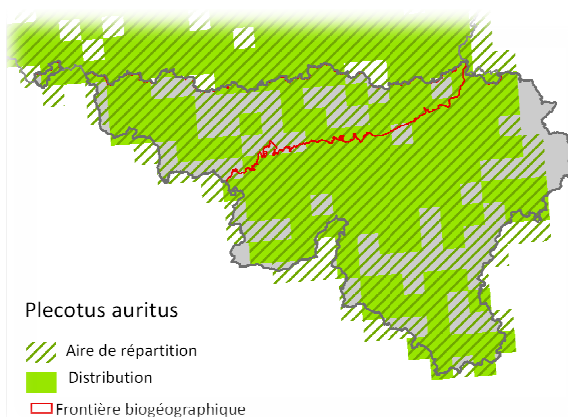 Plecotus auritus
Aire de répartition
Distribution
Frontière biogéographique